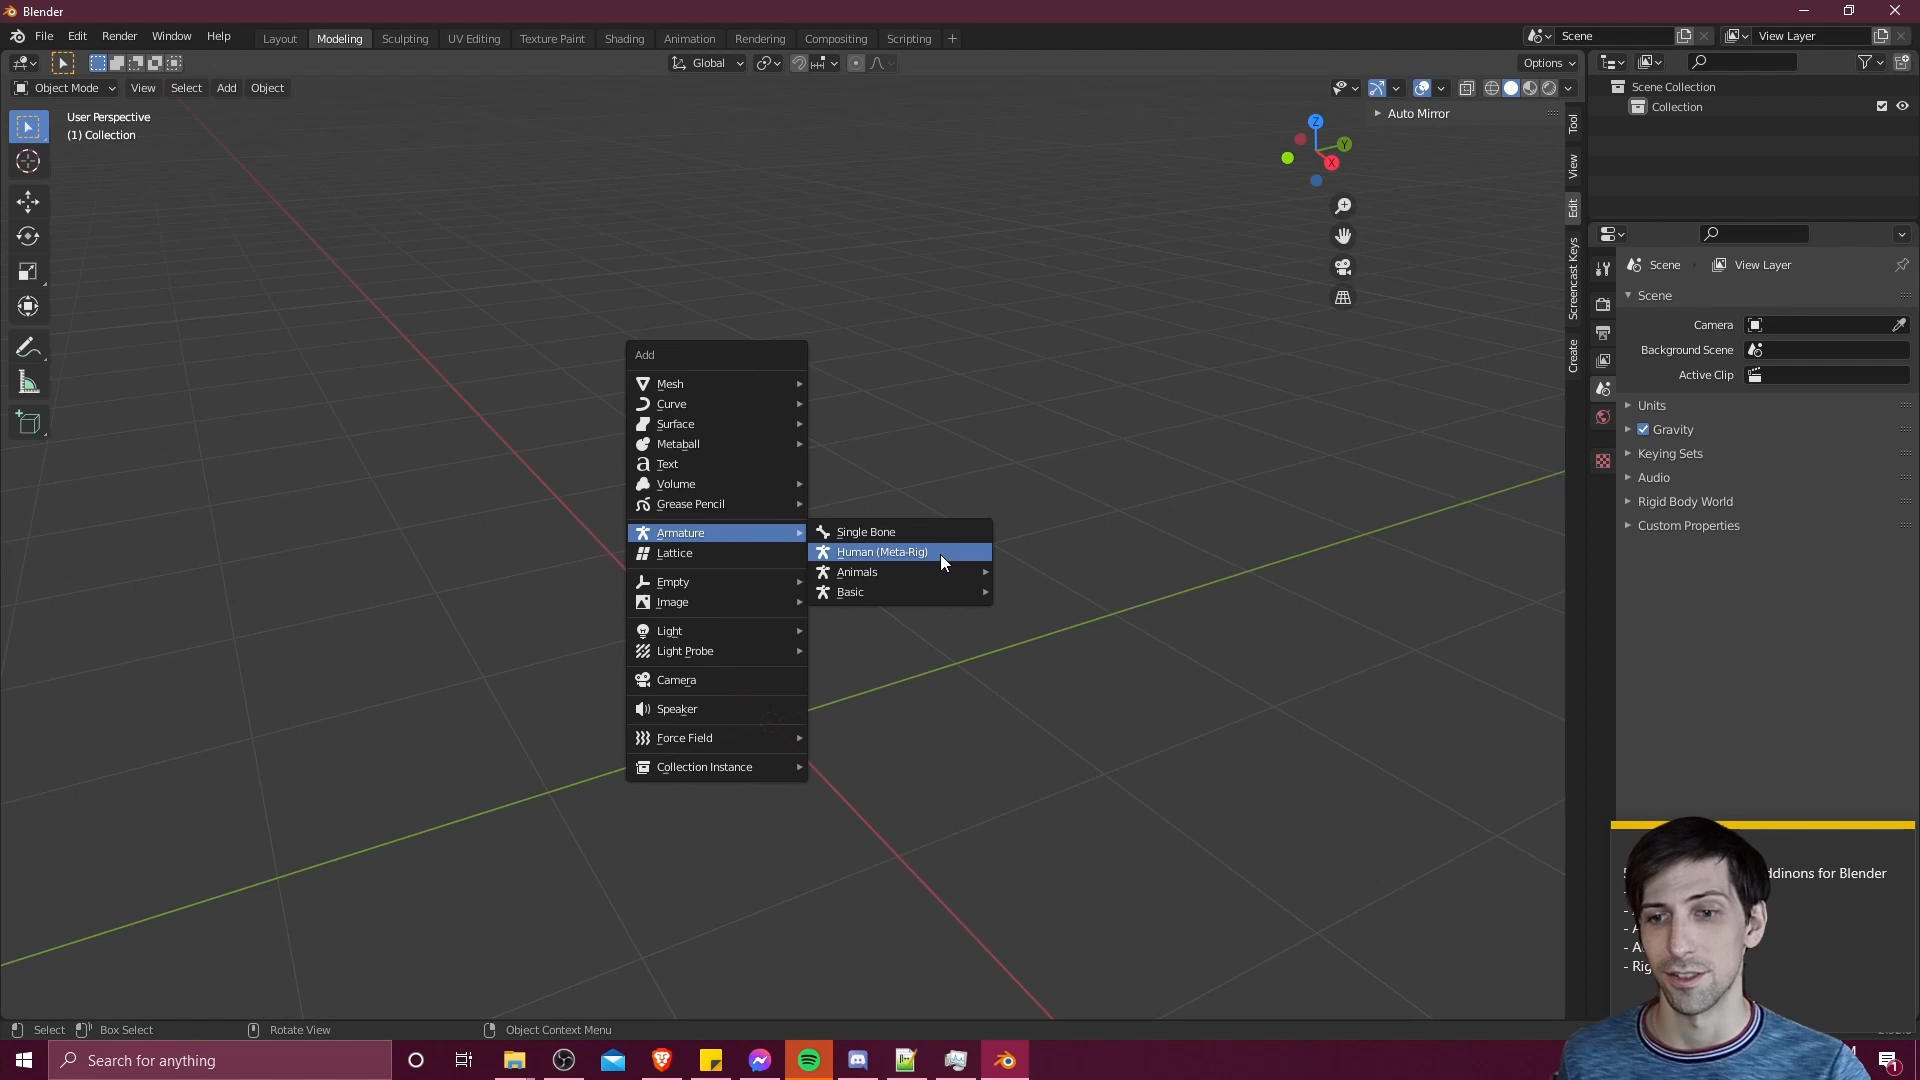 Blender
File Edit Render Window Help Layout Modeling Sculpting UV Editing Texture Paint Shading Animation Rendering Compositing Scripting + Scene View Layer
Global Options
Object Mode View Select Add Object
User Perspective
(1) Collection
Auto Mirror
Z
Y
X
Tool
View
Edit
Screencast Keys
Create
Add
Mesh
Curve
Surface
Metaball
Text
Volume
Grease Pencil
Armature
Lattice
Empty
Image
Light
Light Probe
Camera
Speaker
Force Field
Collection Instance
Single Bone
Human (Meta-Rig)
Animals
Basic
Scene Collection
Collection
Scene View Layer
Scene
Camera
Background Scene
Active Clip
Units
Gravity
Keying Sets
Audio
Rigid Body World
Custom Properties
for Blender
Select Box Select Rotate View Object Context Menu
Search for anything
1